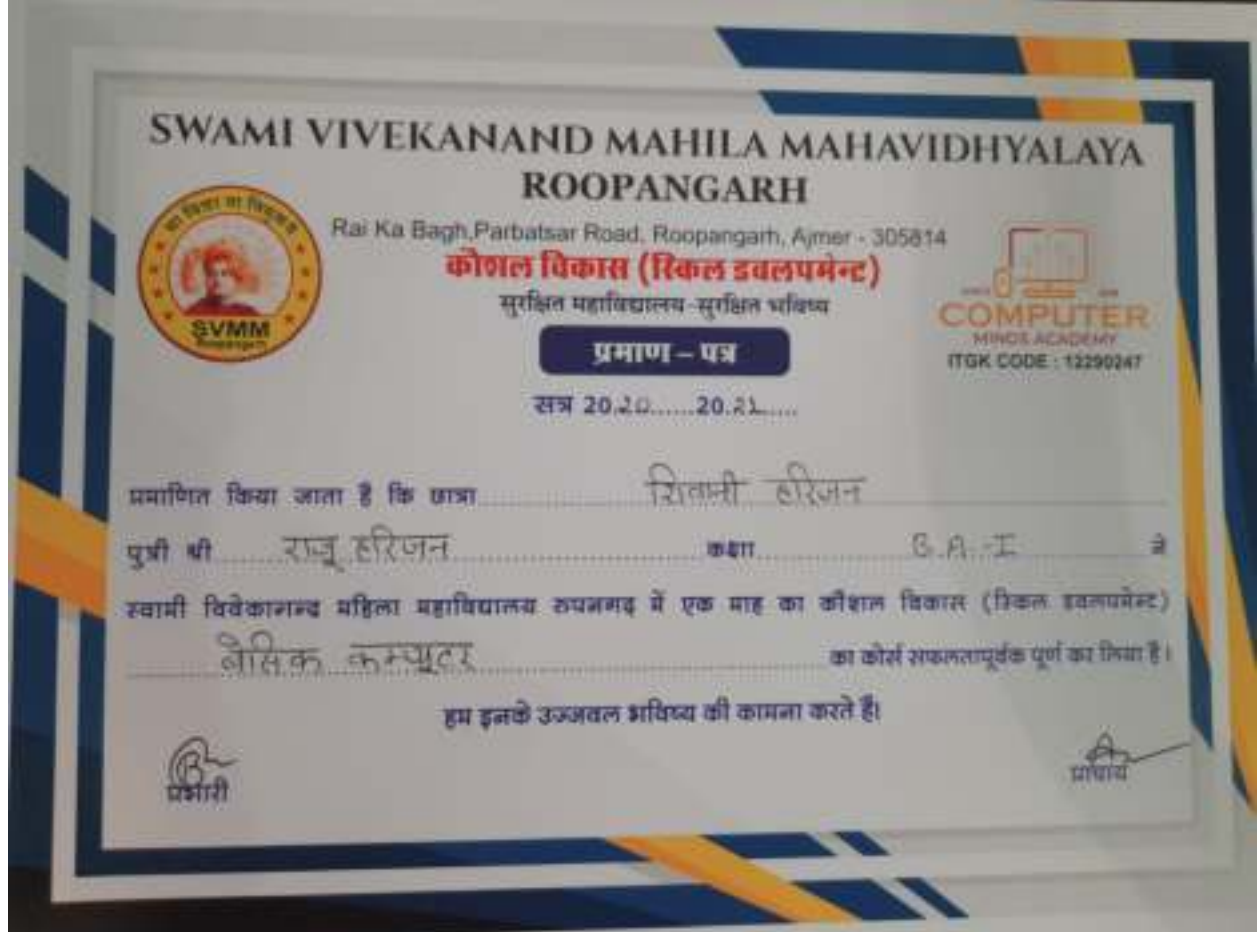 SWAMI VIVEKANAND MAHILA MAHAVIDHYALAYA
ROOPANGARH
Rai Ka Bagh,Parbatsar Road, Roopangarh, Ajmer - 305814
कौशल विकास (स्किल डवलपमेन्ट)
सुरक्षित महाविद्यालय-सुरक्षित भविष्य
सा विद्या या विमुक्तये
SVMM
Roopangarh
COMPUTER
MINDS ACADEMY
ITGK CODE : 12290247
प्रमाण – पत्र
सत्र 20.20......20.21......
प्रमाणित किया जाता है कि छात्रा हरिजन
पुत्री श्री राजू हरिजन कक्षा B.A.-I ने
स्वामी विवेकानन्द महिला महाविद्यालय रुपनगढ़ में एक माह का कौशल विकास (स्किल डवलपमेन्ट)
बेसिक कम्प्यूटर का कोर्स सफलतापूर्वक पूर्ण कर लिया है।
हम इनके उज्जवल भविष्य की कामना करते हैं।
प्रभारी
प्राचार्य